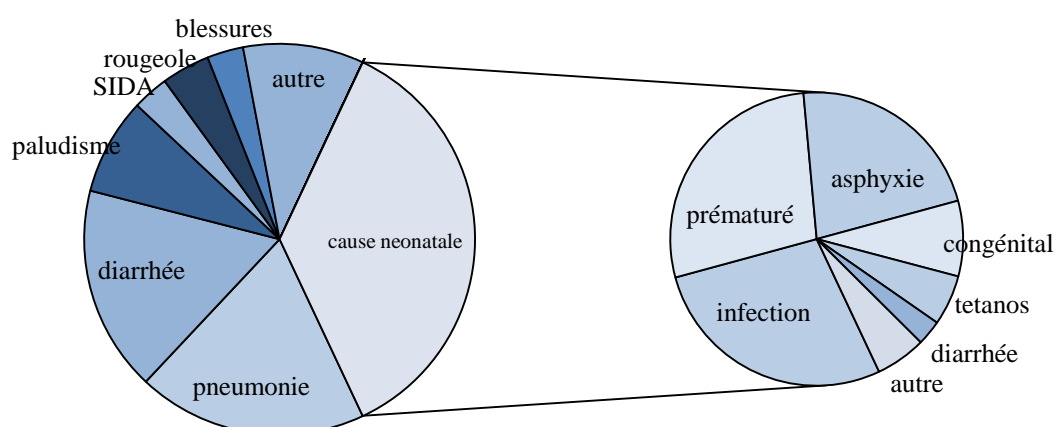 blessures
rougeole
SIDA
autre
paludisme
diarrhée
pneumonie
cause neonatale
prématuré
asphyxie
congénital
infection
tetanos
diarrhée
autre